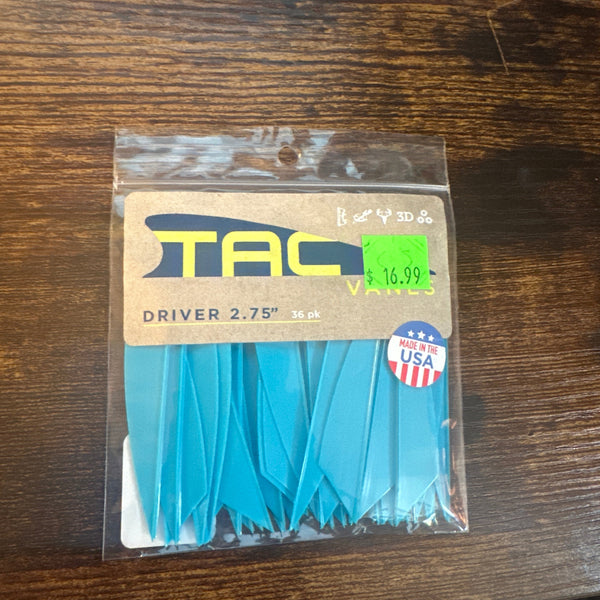 3D
TAC
$ 16.99
VANES
DRIVER 2.75" 36 pk
MADE IN THE
USA